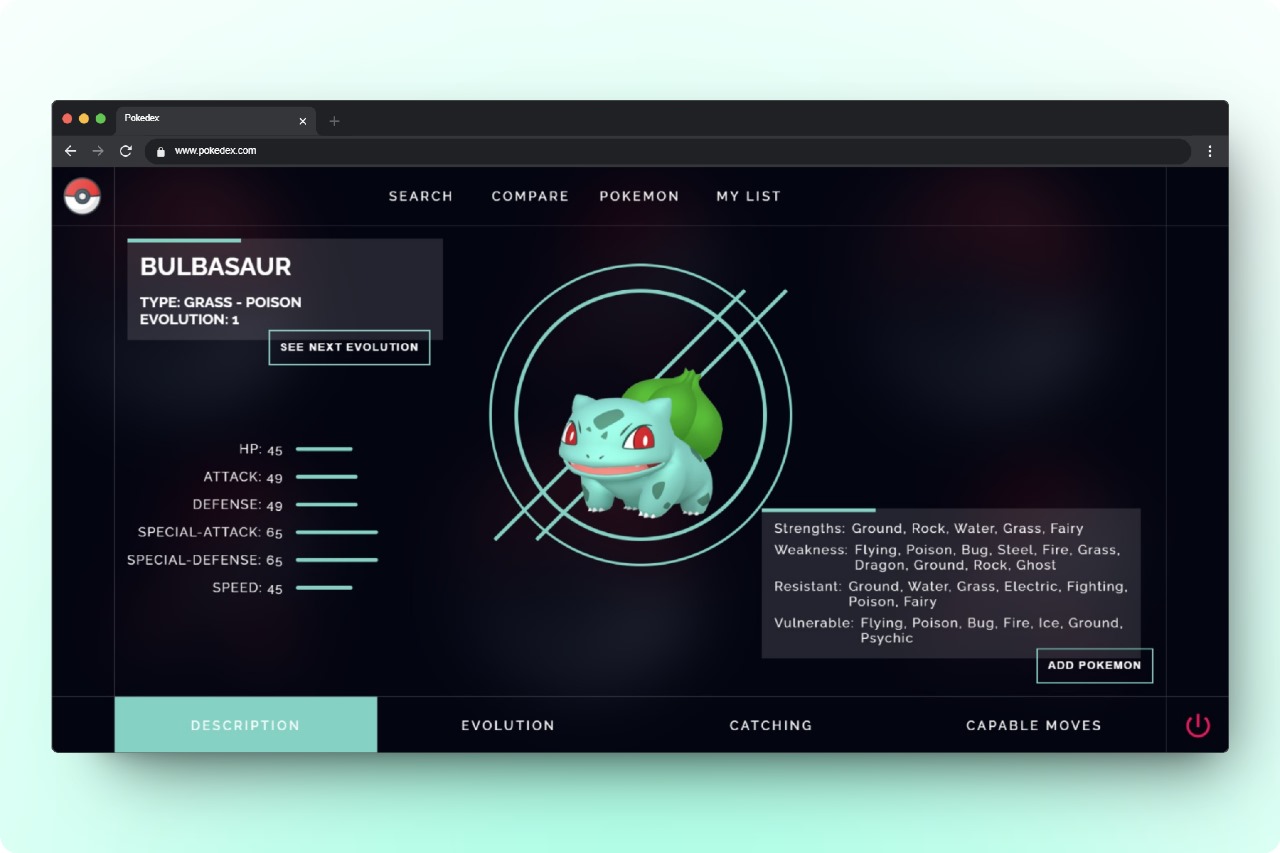 Pokedex
www.pokedex.com
SEARCH COMPARE POKEMON MY LIST
BULBASAUR
TYPE: GRASS - POISON
EVOLUTION: 1
SEE NEXT EVOLUTION
HP: 45
ATTACK: 49
DEFENSE: 49
SPECIAL-ATTACK: 65
SPECIAL-DEFENSE: 65
SPEED: 45
Strengths: Ground, Rock, Water, Grass, Fairy
Weakness: Flying, Poison, Bug, Steel, Fire, Grass,
Dragon, Ground, Rock, Ghost
Resistant: Ground, Water, Grass, Electric, Fighting,
Poison, Fairy
Vulnerable: Flying, Poison, Bug, Fire, Ice, Ground,
Psychic
ADD POKEMON
DESCRIPTION EVOLUTION CATCHING CAPABLE MOVES